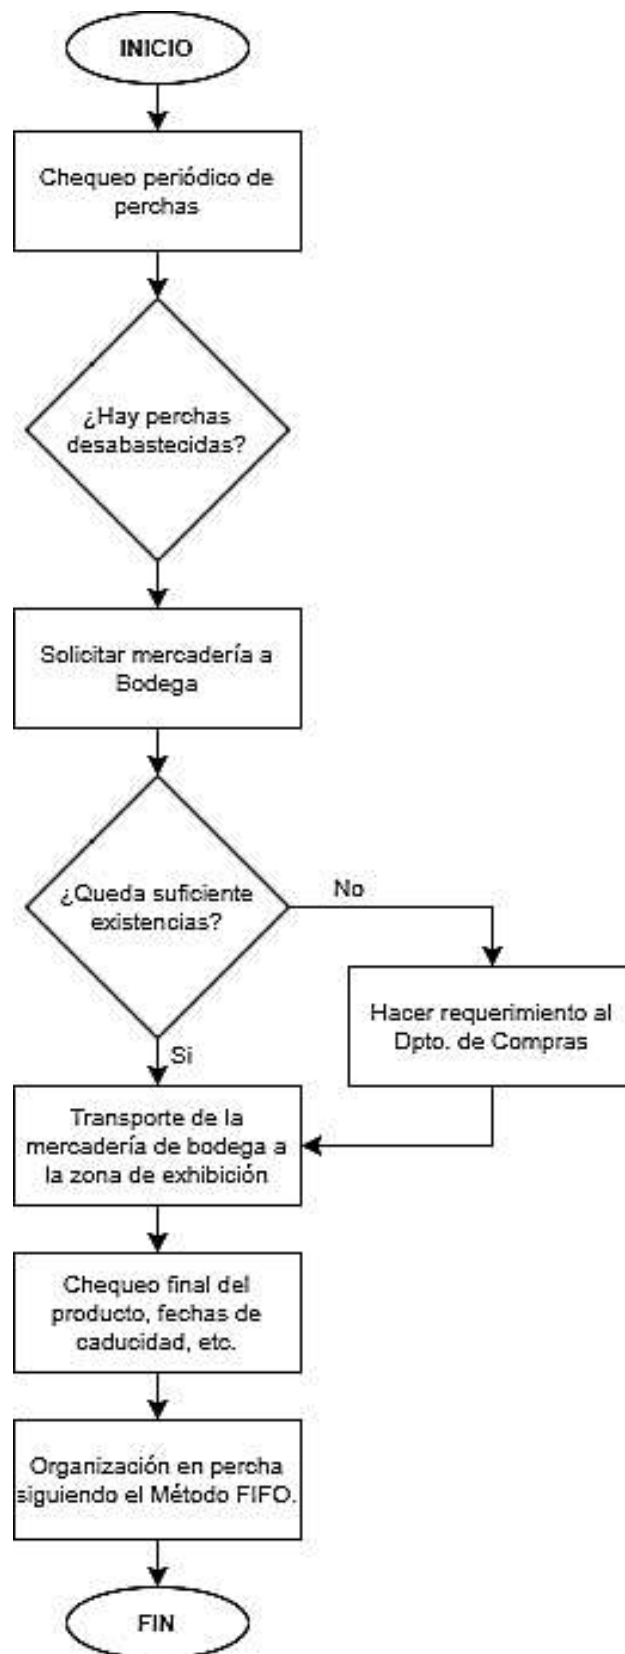 INICIO
Chequeo periódico de
perchas
¿Hay perchas
desabastecidas?
Solicitar mercadería a
Bodega
¿Queda suficiente
existencias?
No
Hacer requerimiento al
Dpto. de Compras
Si
Transporte de la
mercadería de bodega a
la zona de exhibición
Chequeo final del
producto, fechas de
caducidad, etc.
Organización en percha
siguiendo el Método FIFO.
FIN